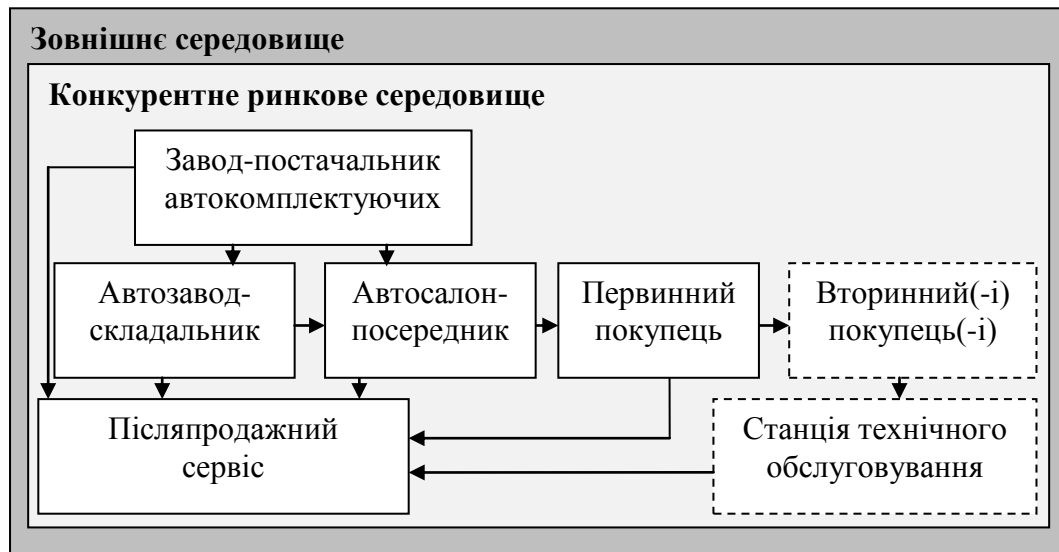 Зовнішнє середовище
Конкурентне ринкове середовище
Завод-постачальник
автокомплектуючих
Автозавод-
складальник
Автосалон-
посередник
Первинний
покупець
Вторинний(-і)
покупець(-і)
Післяпродажний
сервіс
Станція технічного
обслуговування